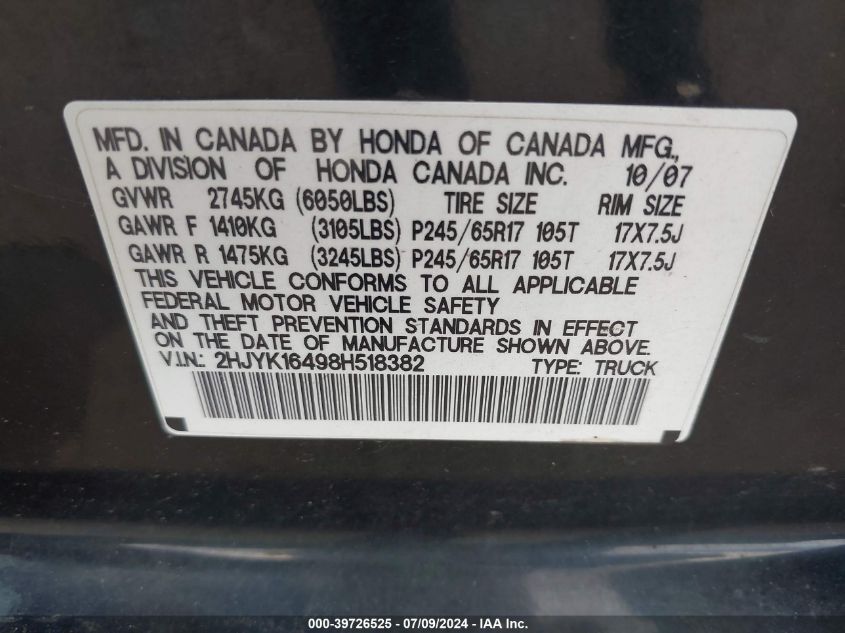 MFD. IN CANADA BY HONDA OF CANADA MFG.,
A DIVISION OF HONDA CANADA INC. 10/07
GVWR 2745KG (6050LBS) TIRE SIZE RIM SIZE
GAWR F 1410KG (3105LBS) P245/65R17 105T 17X7.5J
GAWR R 1475KG (3245LBS) P245/65R17 105T 17X7.5J
THIS VEHICLE CONFORMS TO ALL APPLICABLE
FEDERAL MOTOR VEHICLE SAFETY
AND THEFT PREVENTION STANDARDS IN EFFECT
ON THE DATE OF MANUFACTURE SHOWN ABOVE.
V.I.N.: 2HJYK16498H518382 TYPE: TRUCK
000-39726525 - 07/09/2024 - IAA Inc.